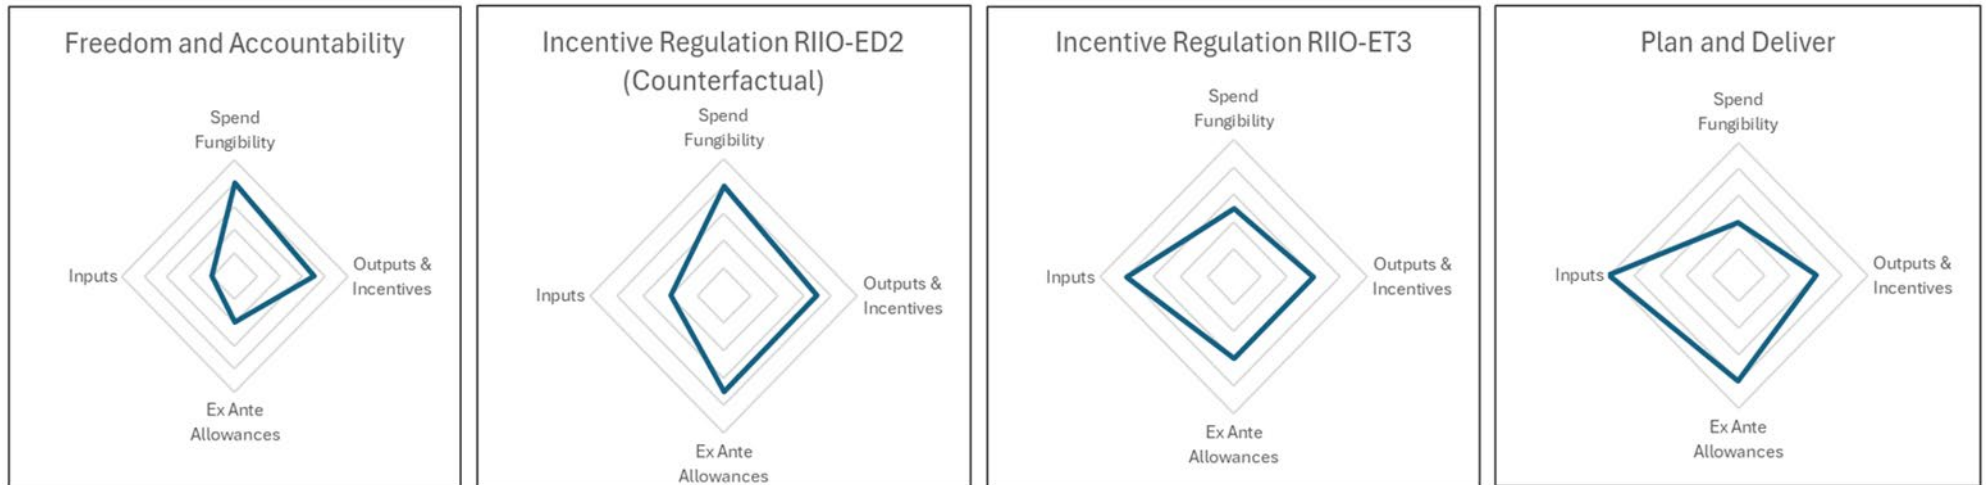 Freedom and Accountability
Spend
Fungibility
Inputs
Outputs &
Incentives
Ex Ante
Allowances
Incentive Regulation RIIO-ED2
(Counterfactual)
Spend
Fungibility
Inputs
Outputs &
Incentives
Ex Ante
Allowances
Incentive Regulation RIIO-ET3
Spend
Fungibility
Inputs
Outputs &
Incentives
Ex Ante
Allowances
Plan and Deliver
Spend
Fungibility
Inputs
Outputs &
Incentives
Ex Ante
Allowances